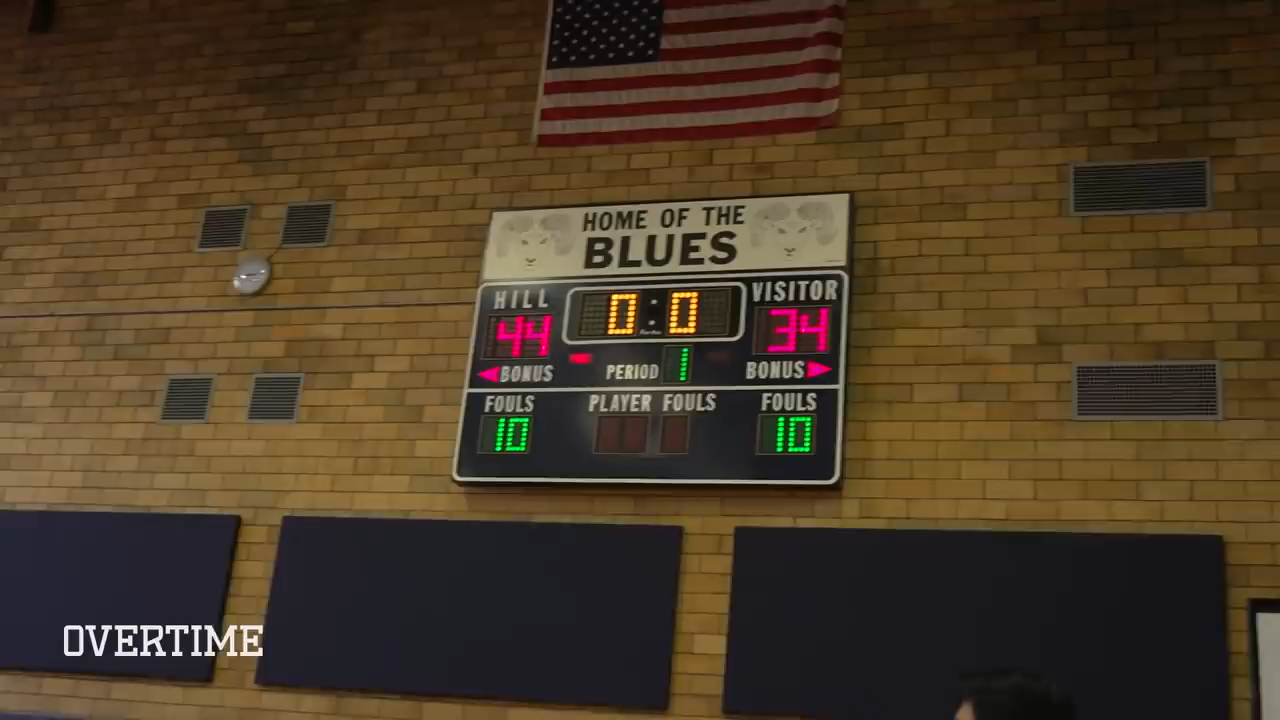 HOME OF THE
BLUES
HILL
0:0
VISITOR
44
34
BONUS
PERIOD 1
BONUS
FOULS
PLAYER FOULS
FOULS
10
10
OVERTIME